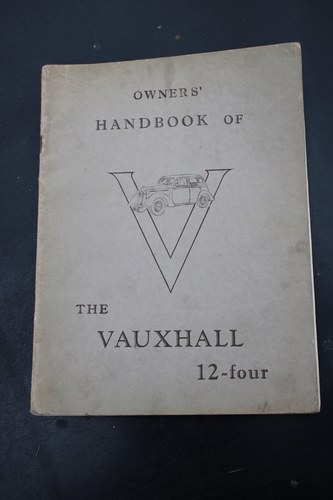 OWNERS'
HANDBOOK OF
V
THE
VAUXHALL
12-four